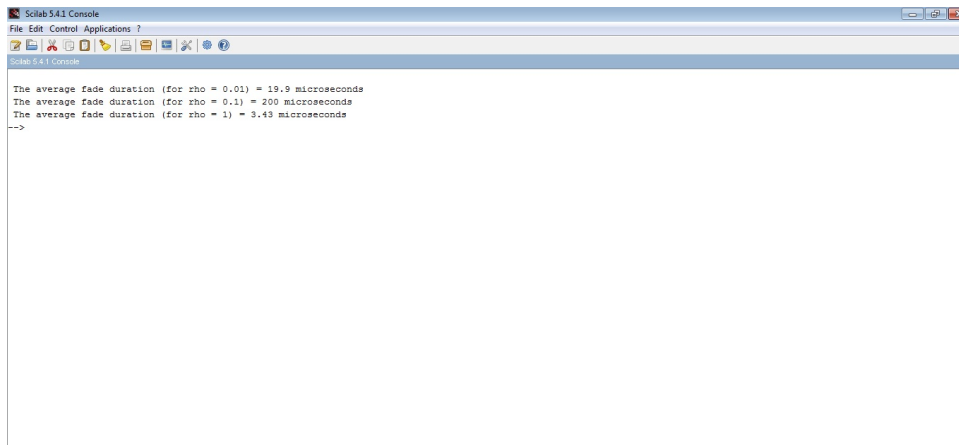 Scilab 5.4.1 Console
File Edit Control Applications ?
Scilab 5.4.1 Console
The average fade duration (for rho = 0.01) = 19.9 microseconds
The average fade duration (for rho = 0.1) = 200 microseconds
The average fade duration (for rho = 1) = 3.43 microseconds
-->